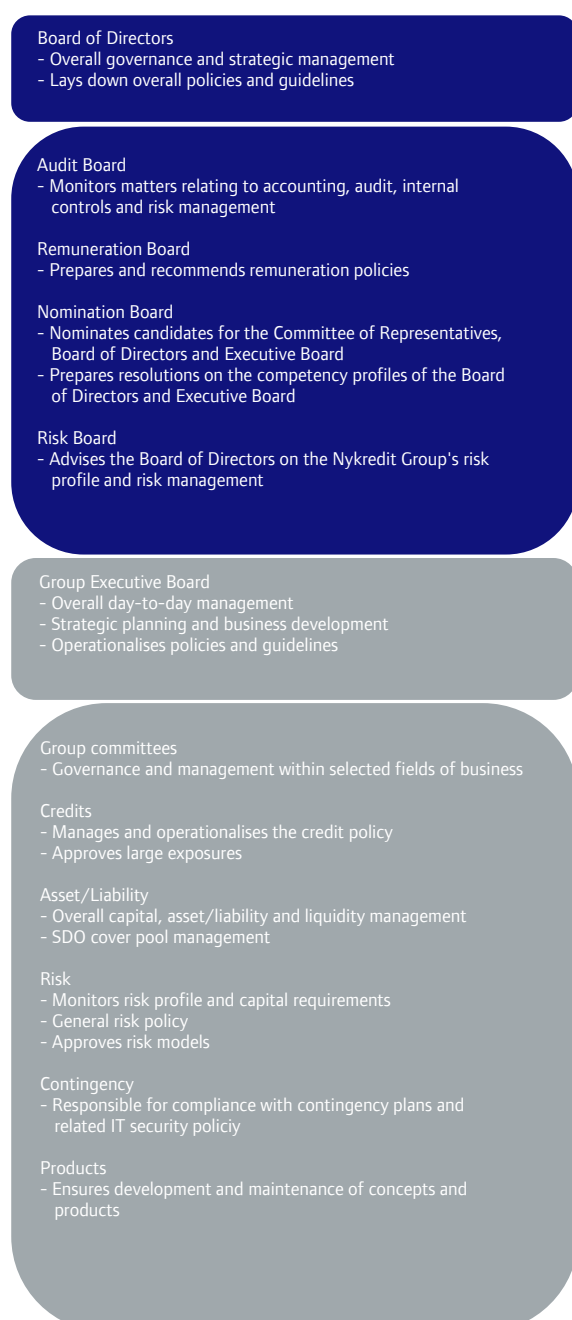 Board of Directors
- Overall governance and strategic management
- Lays down overall policies and guidelines
Audit Board
- Monitors matters relating to accounting, audit, internal
controls and risk management
Remuneration Board
- Prepares and recommends remuneration policies
Nomination Board
- Nominates candidates for the Committee of Representatives,
Board of Directors and Executive Board
- Prepares resolutions on the competency profiles of the Board
of Directors and Executive Board
Risk Board
- Advises the Board of Directors on the Nykredit Group's risk
profile and risk management
Group Executive Board
- Overall day-to-day management
- Strategic planning and business development
- Operationalises policies and guidelines
Group committees
- Governance and management within selected fields of business
Credits
- Manages and operationalises the credit policy
- Approves large exposures
Asset/Liability
- Overall capital, asset/liability and liquidity management
- SDO cover pool management
Risk
- Monitors risk profile and capital requirements
- General risk policy
- Approves risk models
Contingency
- Responsible for compliance with contingency plans and
related IT security policiy
Products
- Ensures development and maintenance of concepts and
products